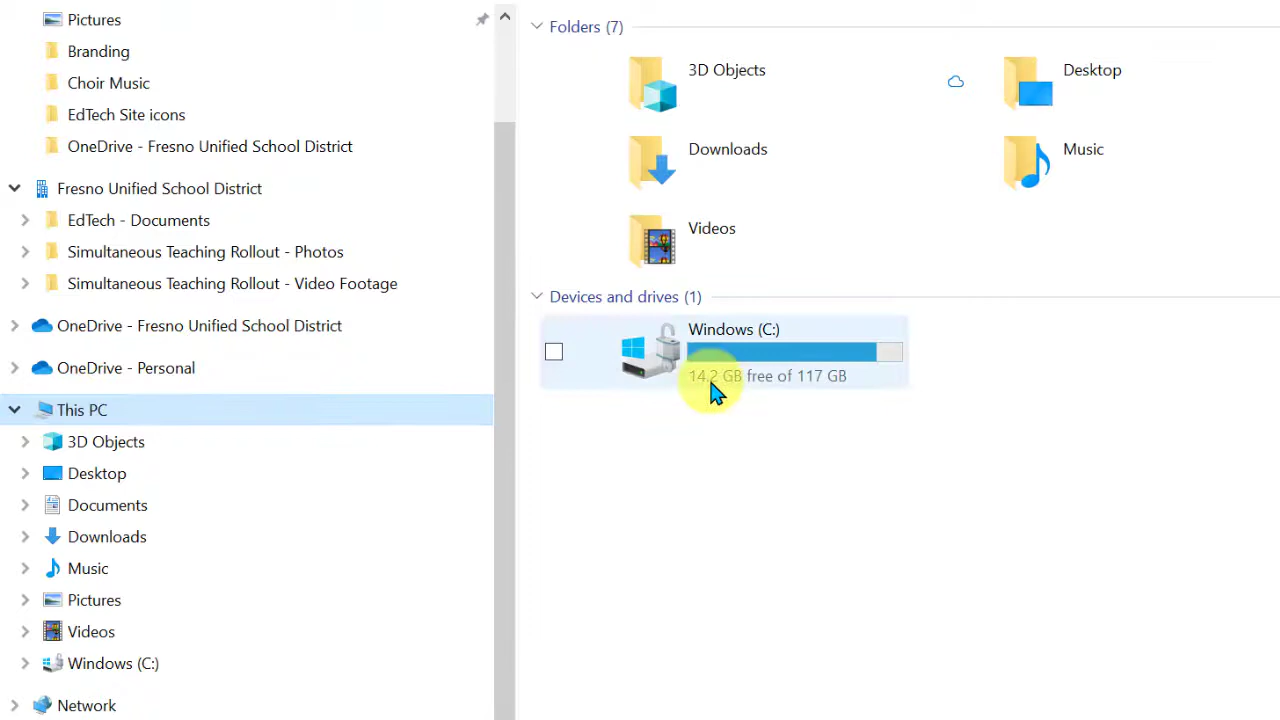 Pictures
Branding
Choir Music
EdTech Site icons
OneDrive - Fresno Unified School District
Fresno Unified School District
EdTech - Documents
Simultaneous Teaching Rollout - Photos
Simultaneous Teaching Rollout - Video Footage
OneDrive - Fresno Unified School District
OneDrive - Personal
This PC
3D Objects
Desktop
Documents
Downloads
Music
Pictures
Videos
Windows (C:)
Network
Folders (7)
3D Objects
Desktop
Downloads
Music
Videos
Devices and drives (1)
Windows (C:)
14.2 GB free of 117 GB